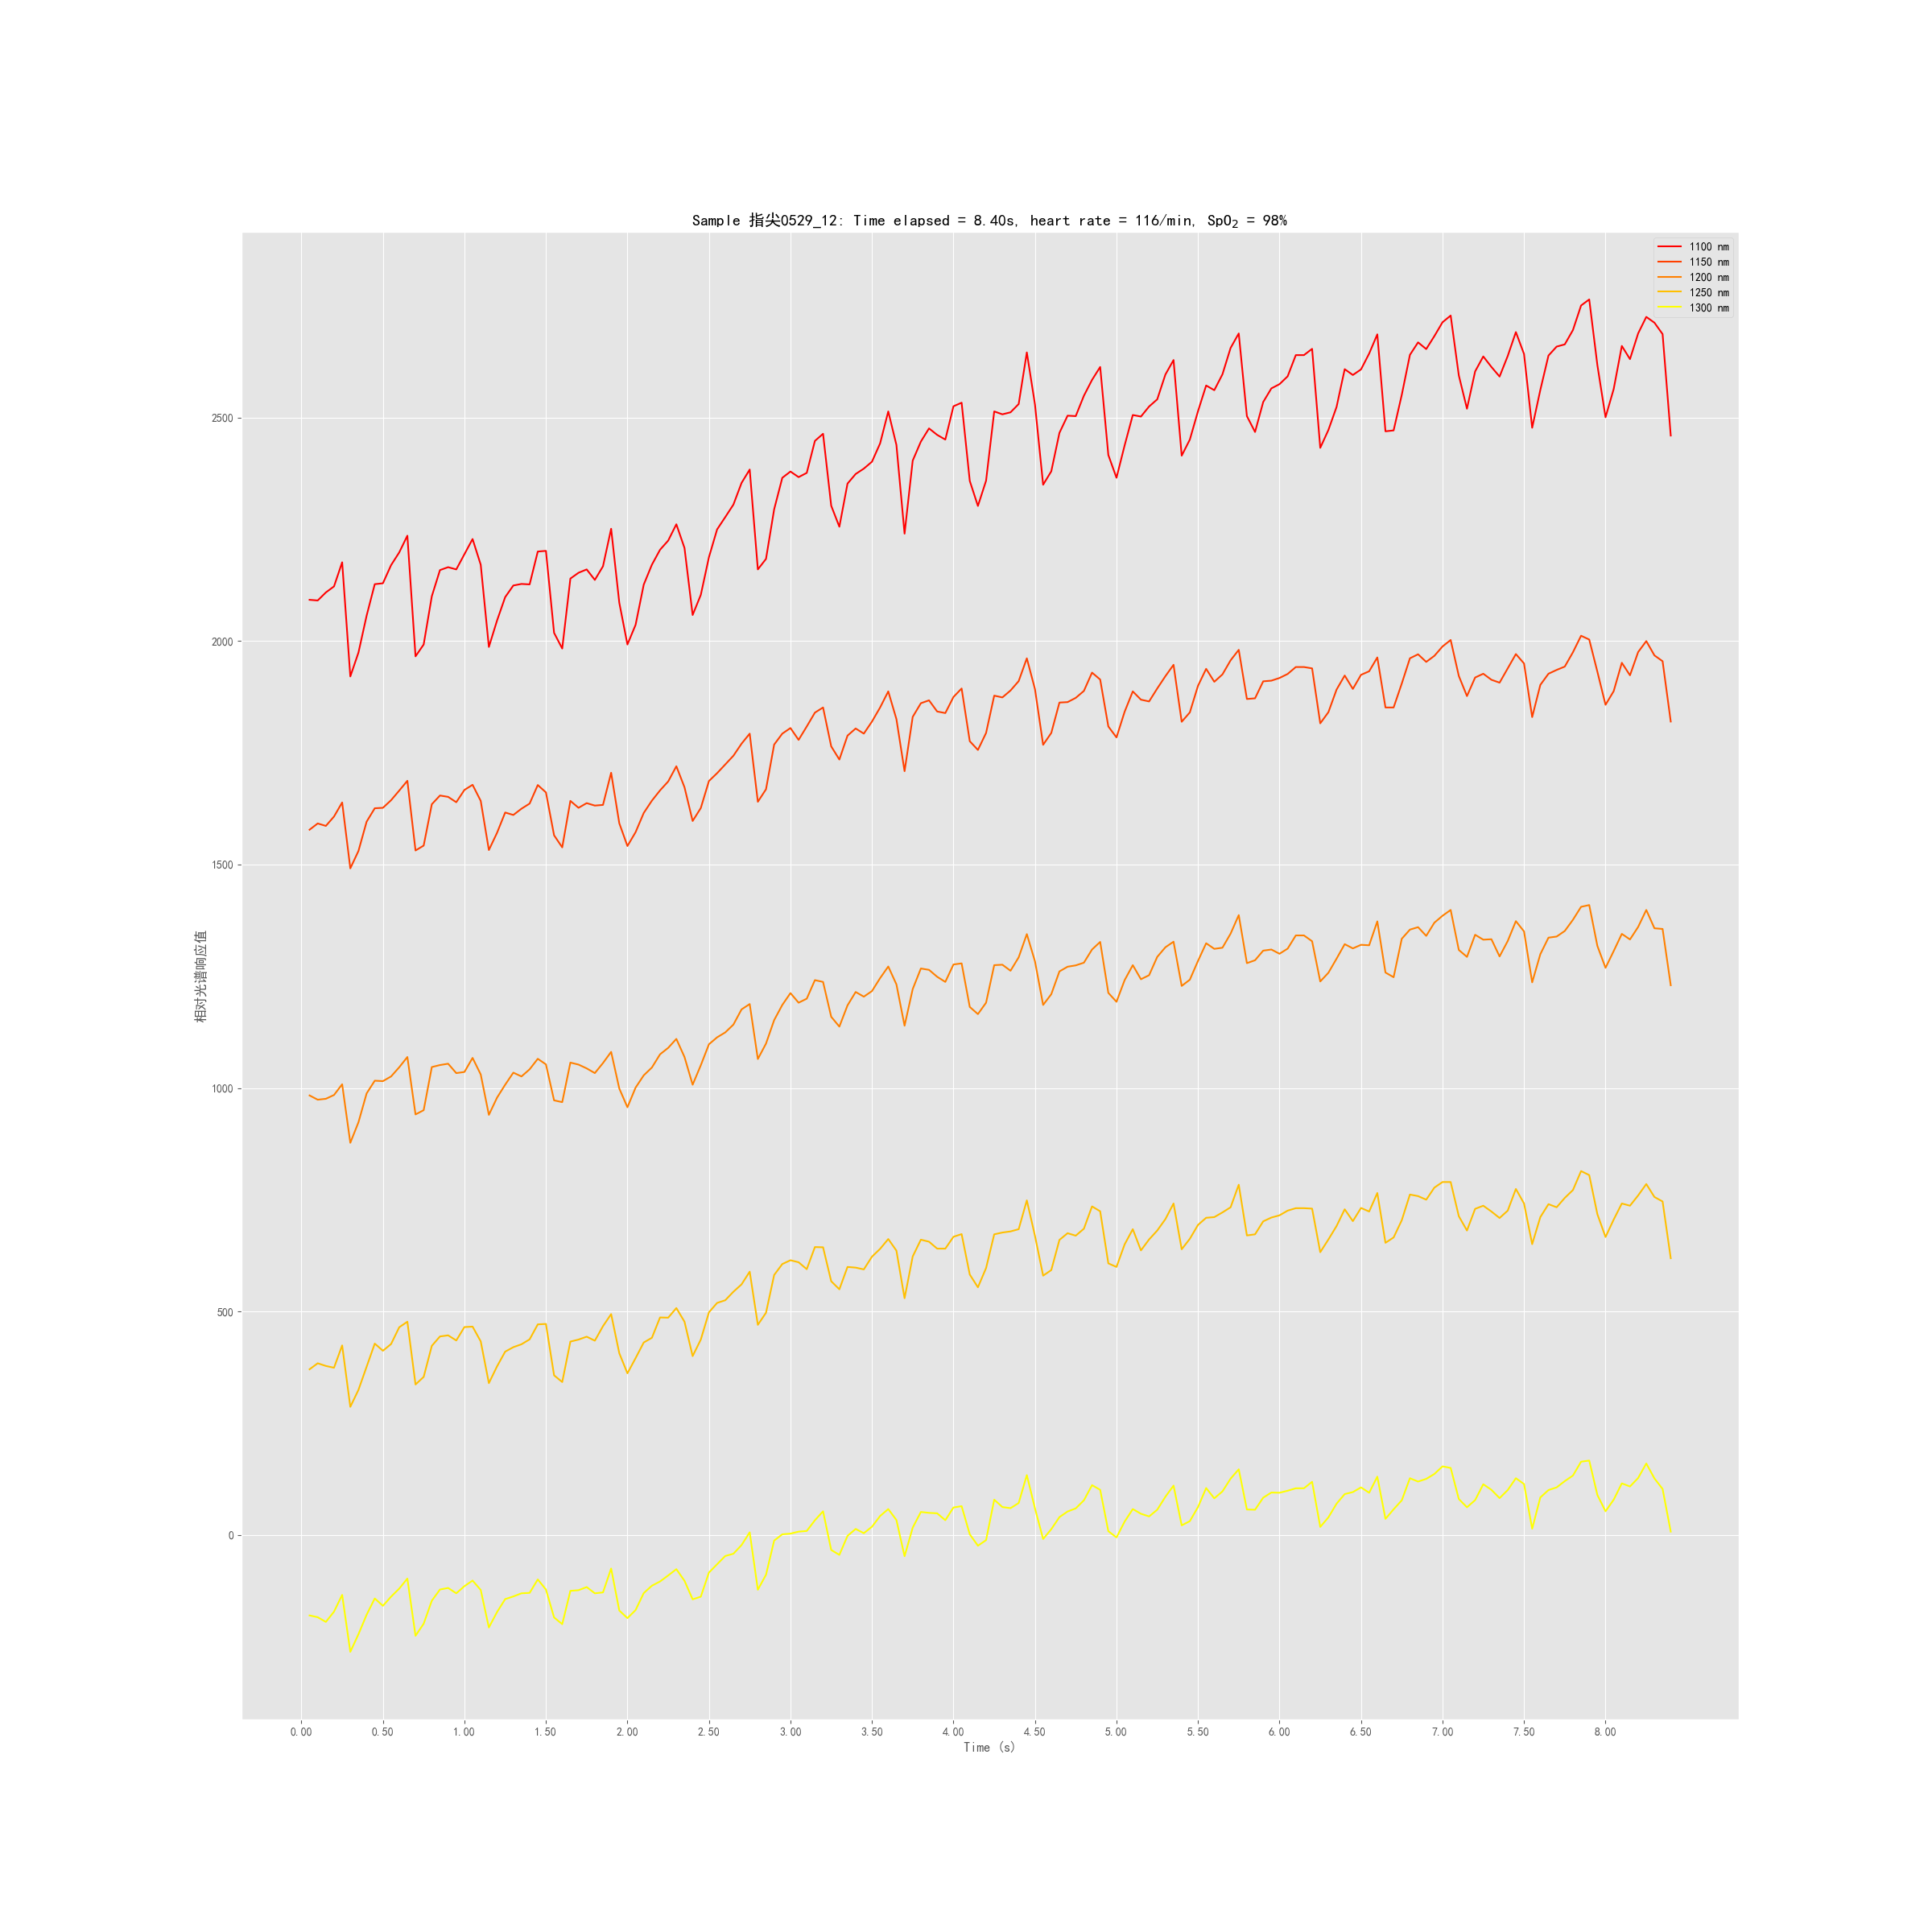 Sample 指尖0529_12: Time elapsed = 8.40s, heart rate = 116/min, SpO₂ = 98%
1100 nm
1150 nm
1200 nm
1250 nm
1300 nm
2500
2000
1500
1000
500
0
相对光谱响应值
0.00 0.50 1.00 1.50 2.00 2.50 3.00 3.50 4.00 4.50 5.00 5.50 6.00 6.50 7.00 7.50 8.00
Time (s)